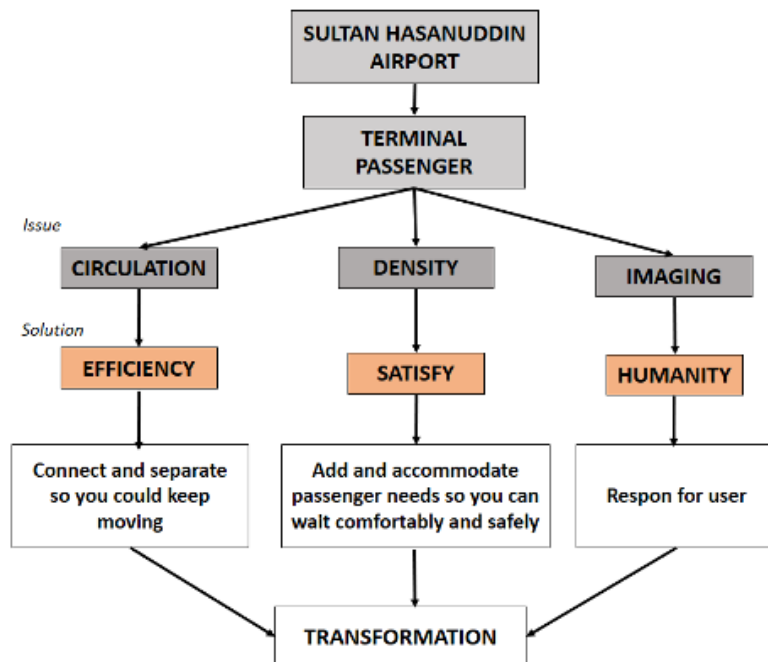 SULTAN HASANUDDIN
AIRPORT
TERMINAL
PASSENGER
Issue
CIRCULATION
DENSITY
IMAGING
Solution
EFFICIENCY
SATISFY
HUMANITY
Connect and separate
so you could keep
moving
Add and accommodate
passenger needs so you can
wait comfortably and safely
Respon for user
TRANSFORMATION